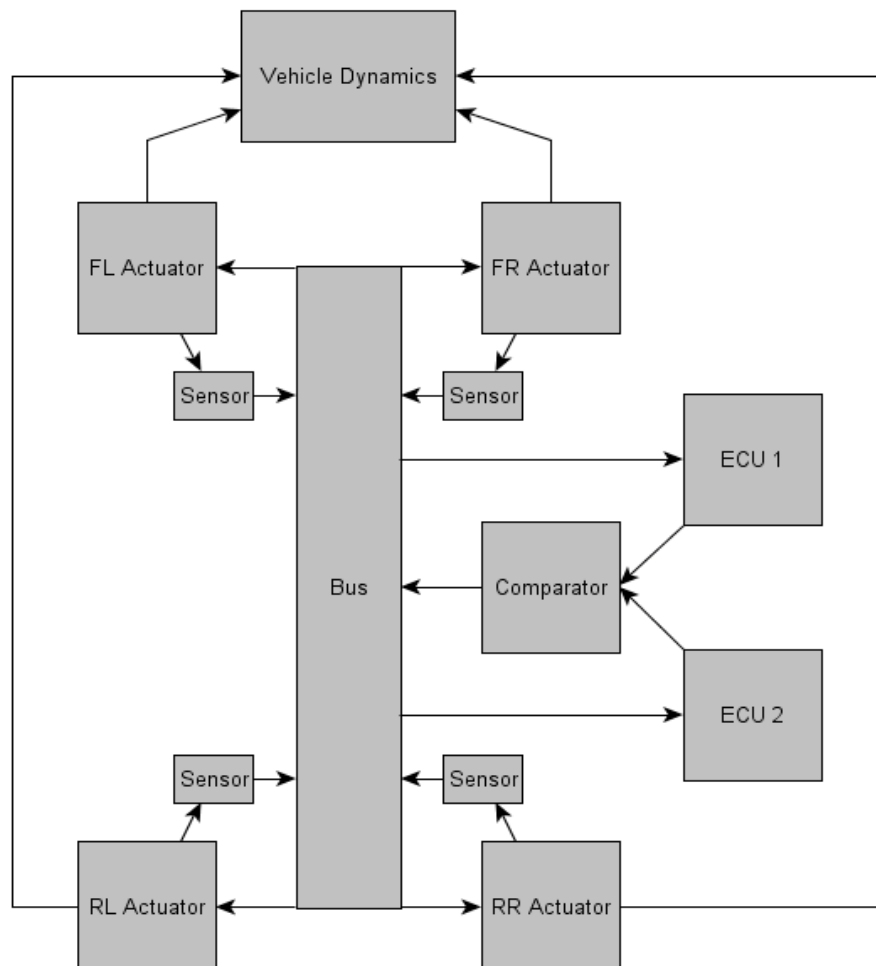 Vehicle Dynamics
FL Actuator
FR Actuator
Sensor
Sensor
ECU 1
Bus
Comparator
ECU 2
Sensor
Sensor
RL Actuator
RR Actuator